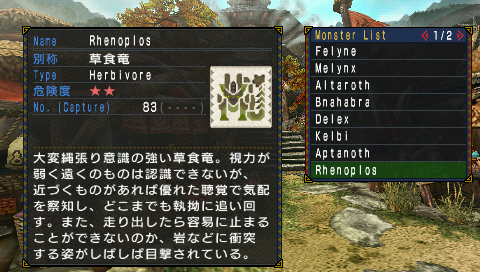 Name Rhenoplos
別称 草食竜
Type Herbivore
危険度 ★★
No. (Capture) 83(----)
大変縄張り意識の強い草食竜。視力が
弱く遠くのものは認識できないが、
近づくものがあれば優れた聴覚で気配
を察知し、どこまでも執拗に追い回
す。また、走り出したら容易に止まる
ことができないのか、岩などに衝突
する姿がしばしば目撃されている。
Monster List 1/2
Felyne
Melynx
Altaroth
Bnahabra
Delex
Kelbi
Aptanoth
Rhenoplos